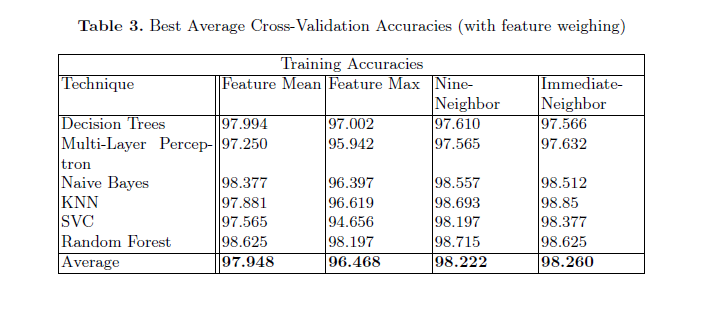 Table 3. Best Average Cross-Validation Accuracies (with feature weighing)
Training Accuracies
Technique Feature Mean Feature Max Nine-
Neighbor Immediate-
Neighbor
Decision Trees 97.994 97.002 97.610 97.566
Multi-Layer Percep- 97.250 95.942 97.565 97.632
tron
Naive Bayes 98.377 96.397 98.557 98.512
KNN 97.881 96.619 98.693 98.85
SVC 97.565 94.656 98.197 98.377
Random Forest 98.625 98.197 98.715 98.625
Average 97.948 96.468 98.222 98.260